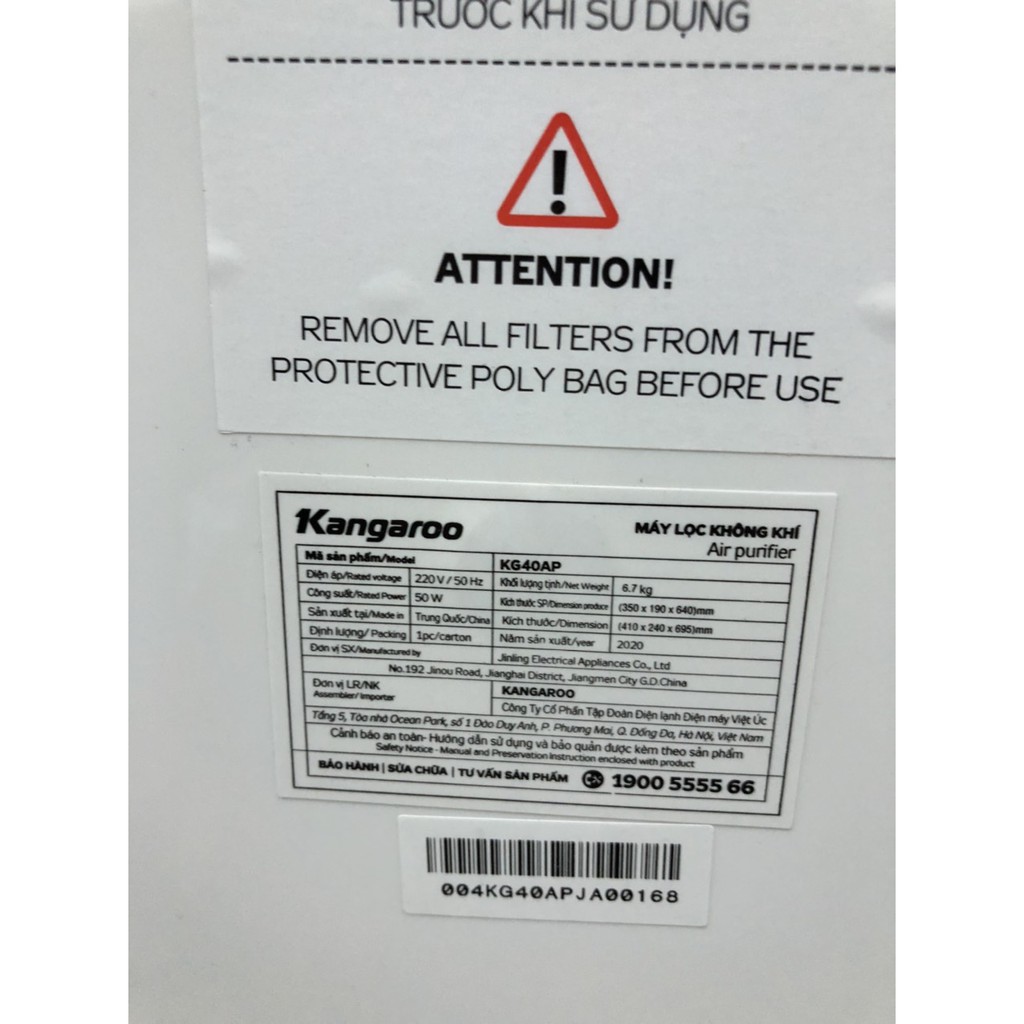 TRƯỚC KHI SỬ DỤNG
ATTENTION!
REMOVE ALL FILTERS FROM THE
PROTECTIVE POLY BAG BEFORE USE
Kangaroo
MÁY LỌC KHÔNG KHÍ
Air purifier
Mã sản phẩm/Model KG40AP
Điện áp/Rated voltage 220 V / 50 Hz Khối lượng tịnh/Net Weight 6.7 kg
Công suất/Rated Power 50 W Kích thước SP/Dimension produce (350 x 190 x 640)mm
Sản xuất tại/Made in Trung Quốc/China Kích thước/Dimension (410 x 240 x 695)mm
Định lượng/ Packing 1pc/carton Năm sản xuất/year 2020
Đơn vị SX/Manufactured by Jinling Electrical Appliances Co., Ltd
No.192 Jinou Road, Jianghai District, Jiangmen City G.D.China
Đơn vị LR/NK KANGAROO
Assembler/ Importer Công Ty Cổ Phần Tập Đoàn Điện lạnh Điện máy Việt Úc
Tầng 5, Tòa nhà Ocean Park, số 1 Đào Duy Anh, P. Phương Mai, Q. Đống Đa, Hà Nội, Việt Nam
Cảnh báo an toàn- Hướng dẫn sử dụng và bảo quản được kèm theo sản phẩm
Safety Notice - Manual and Preservation instruction enclosed with product
BẢO HÀNH | SỬA CHỮA | TƯ VẤN SẢN PHẨM 1900 5555 66
004KG40APJA00168